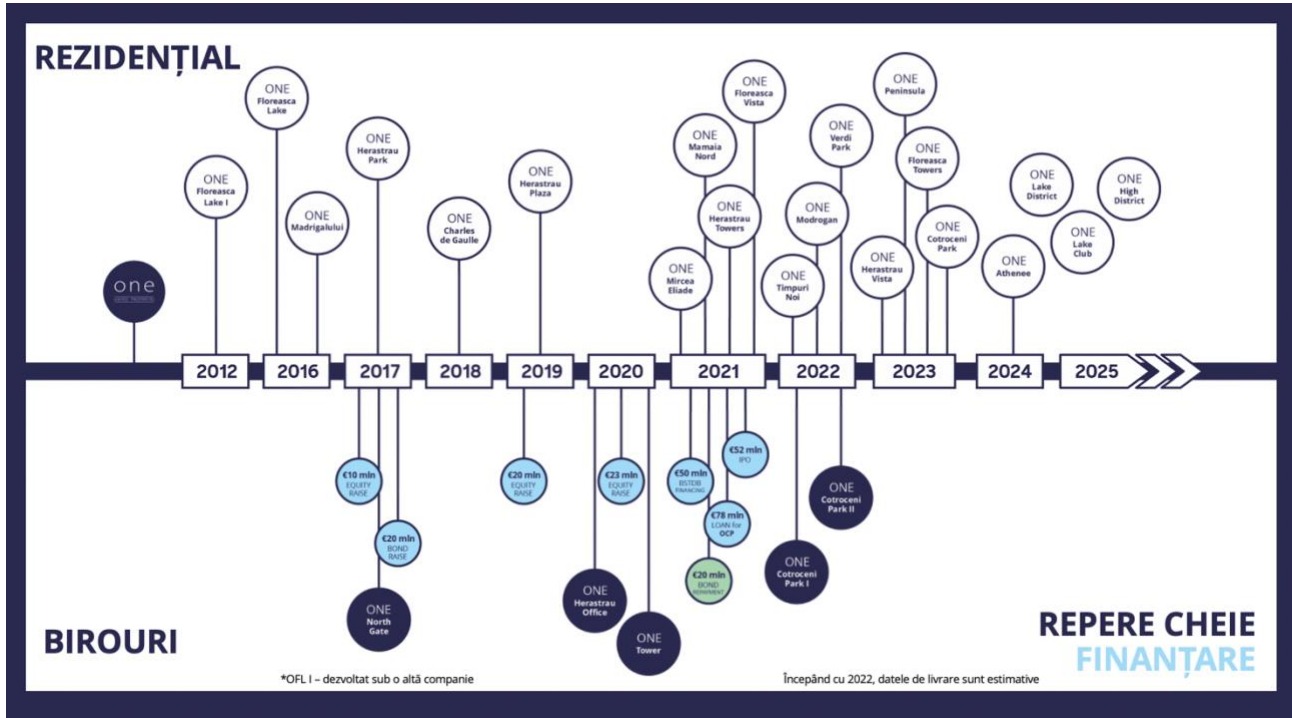 REZIDENȚIAL
one
ONE
Floreasca
Lake I
ONE
Floreasca
Lake
ONE
Madrigalului
ONE
Herastrau
Park
ONE
Charles
de Gaulle
ONE
Herastrau
Plaza
ONE
Mircea
Eliade
ONE
Mamaia
Nord
ONE
Herastrau
Towers
ONE
Floreasca
Vista
ONE
Timpuri
Noi
ONE
Modrogan
ONE
Verdi
Park
ONE
Herastrau
Vista
ONE
Peninsula
ONE
Floreasca
Towers
ONE
Cotroceni
Park
ONE
Athenee
ONE
Lake
District
ONE
Lake
Club
ONE
High
District
2012
2016
2017
2018
2019
2020
2021
2022
2023
2024
2025
€10 mln
EQUITY
RAISE
ONE
North
Gate
€20 mln
BOND
RAISE
€20 mln
EQUITY
RAISE
ONE
Herastrau
Office
€23 mln
EQUITY
RAISE
ONE
Tower
€50 mln
BSTDB
FINANCING
€20 mln
BOND
REPAYMENT
€78 mln
LOAN for
OCP
€52 mln
IPO
ONE
Cotroceni
Park I
ONE
Cotroceni
Park II
BIROURI
REPERE CHEIE
FINANȚARE
*OFL I – dezvoltat sub o altă companie
Începând cu 2022, datele de livrare sunt estimative